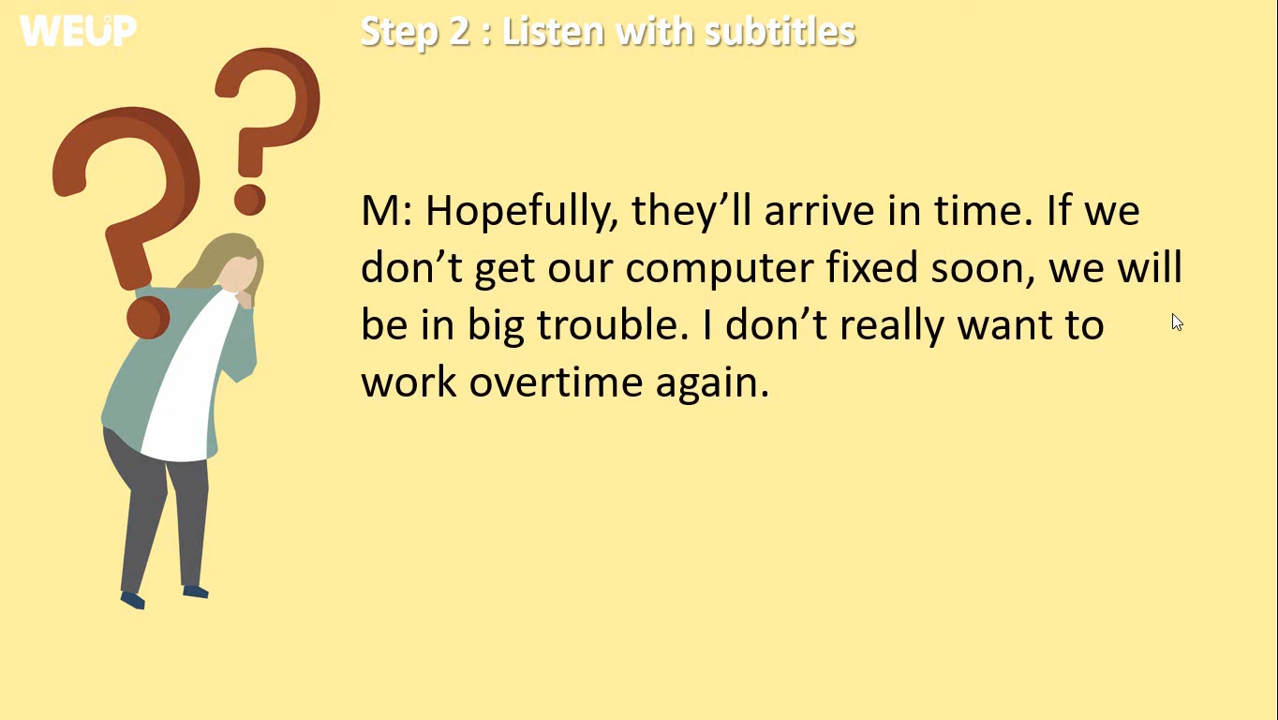 WEUP
Step 2 : Listen with subtitles
M: Hopefully, they’ll arrive in time. If we
don’t get our computer fixed soon, we will
be in big trouble. I don’t really want to
work overtime again.